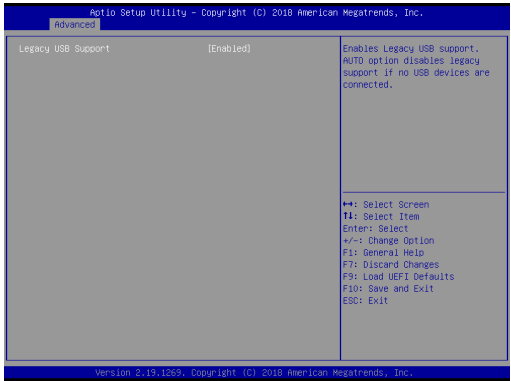 Aptio Setup Utility – Copyright (C) 2018 American Megatrends, Inc.
Advanced
Legacy USB Support [Enabled]
Enables Legacy USB support.
AUTO option disables legacy
support if no USB devices are
connected.
↔: Select Screen
↑↓: Select Item
Enter: Select
+/-: Change Option
F1: General Help
F7: Discard Changes
F9: Load UEFI Defaults
F10: Save and Exit
ESC: Exit
Version 2.19.1269. Copyright (C) 2018 American Megatrends, Inc.